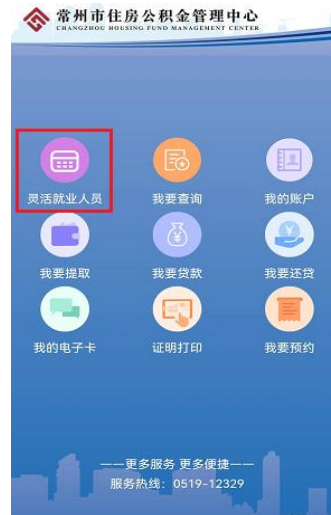 常州市住房公积金管理中心
CHANGZHOU HOUSING FUND MANAGEMENT CENTER
灵活就业人员 我要查询 我的账户
我要提取 我要贷款 我要还贷
我的电子卡 证明打印 我要预约
——更多服务 更多便捷——
服务热线：0519-12329